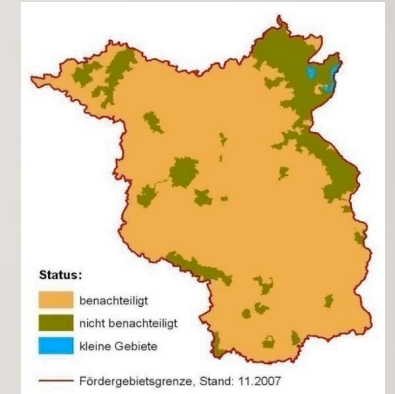 Status:
benachteiligt
nicht benachteiligt
kleine Gebiete
Fördergebietsgrenze, Stand: 11.2007